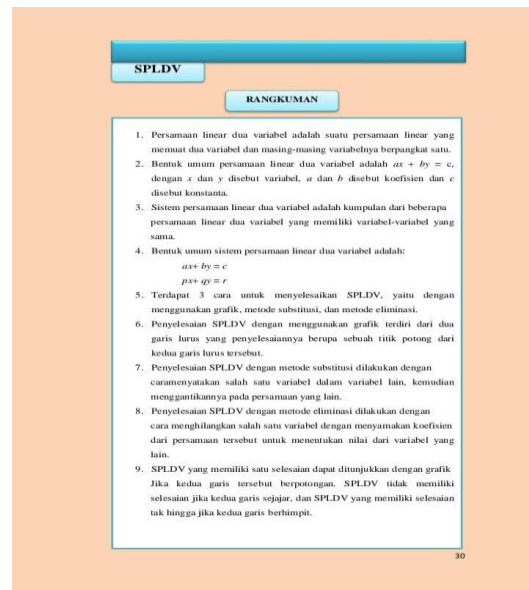 SPLDV
RANGKUMAN
1. Persamaan linear dua variabel adalah suatu persamaan linear yang
memuat dua variabel dan masing-masing variabelnya berpangkat satu.
2. Bentuk umum persamaan linear dua variabel adalah ax + by = c,
dengan x dan y disebut variabel, a dan b disebut koefisien dan c
disebut konstanta.
3. Sistem persamaan linear dua variabel adalah kumpulan dari beberapa
persamaan linear dua variabel yang memiliki variabel-variabel yang
sama.
4. Bentuk umum sistem persamaan linear dua variabel adalah:
ax+ by = c
px+ qy = r
5. Terdapat 3 cara untuk menyelesaikan SPLDV, yaitu dengan
menggunakan grafik, metode substitusi, dan metode eliminasi.
6. Penyelesaian SPLDV dengan menggunakan grafik terdiri dari dua
garis lurus yang penyelesaiannya berupa sebuah titik potong dari
kedua garis lurus tersebut.
7. Penyelesaian SPLDV dengan metode substitusi dilakukan dengan
caramenyatakan salah satu variabel dalam variabel lain, kemudian
menggantikannya pada persamaan yang lain.
8. Penyelesaian SPLDV dengan metode eliminasi dilakukan dengan
cara menghilangkan salah satu variabel dengan menyamakan koefisien
dari persamaan tersebut untuk menentukan nilai dari variabel yang
lain.
9. SPLDV yang memiliki satu selesaian dapat ditunjukkan dengan grafik
Jika kedua garis tersebut berpotongan. SPLDV tidak memiliki
selesaian jika kedua garis sejajar, dan SPLDV yang memiliki selesaian
tak hingga jika kedua garis berhimpit.
30